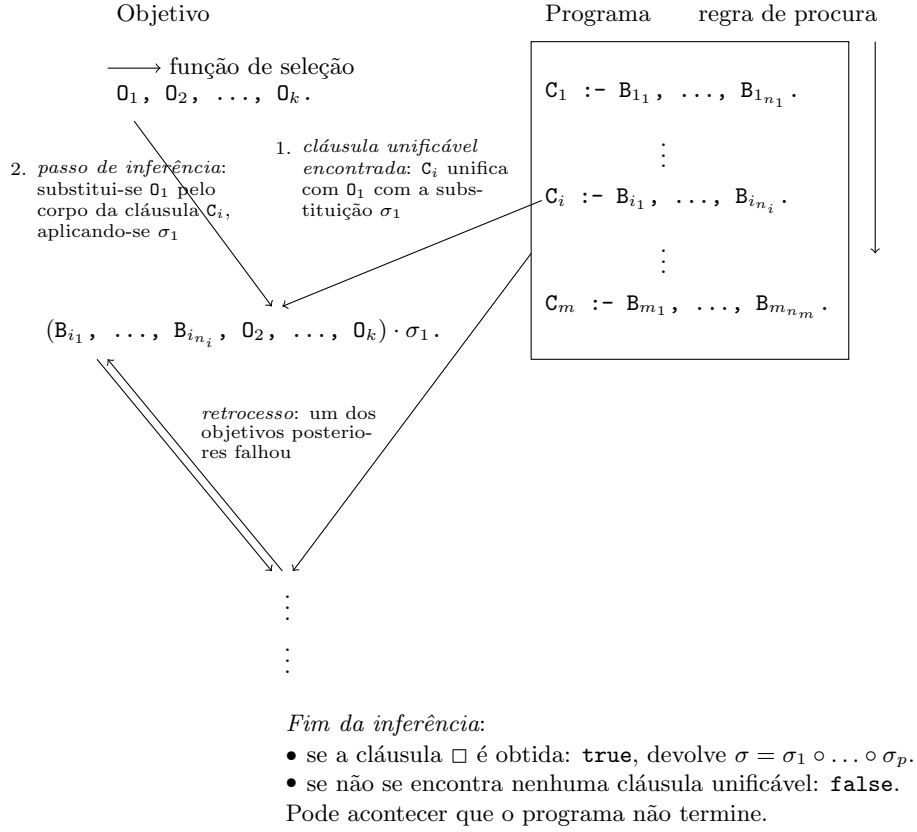 Objetivo
Programa
regra de procura
função de seleção
O₁, O₂, ..., Oₖ.
C₁ :- B₁₁, ..., B₁ₙ₁.
⋮
1. cláusula unificável
encontrada: Cᵢ unifica
com O₁ com a subs-
tituição σ₁
2. passo de inferência:
substitui-se O₁ pelo
corpo da cláusula Cᵢ,
aplicando-se σ₁
Cᵢ :- Bᵢ₁, ..., Bᵢₙᵢ.
⋮
Cₘ :- Bₘ₁, ..., Bₘₙₘ.
(Bᵢ₁, ..., Bᵢₙᵢ, O₂, ..., Oₖ) · σ₁.
retrocesso: um dos
objetivos posterio-
res falhou
⋮
⋮
Fim da inferência:
• se a cláusula □ é obtida: true, devolve σ = σ₁ ∘ ... ∘ σₚ.
• se não se encontra nenhuma cláusula unificável: false.
Pode acontecer que o programa não termine.